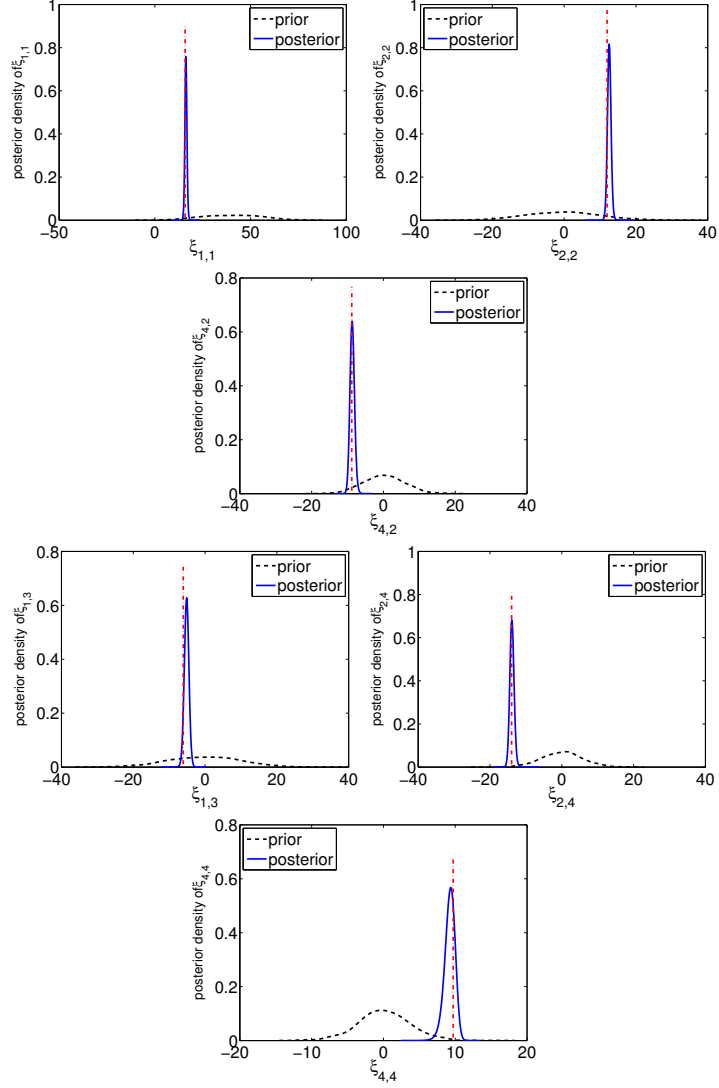 1
0.8
0.6
0.4
0.2
0
−50 0 50 100
posterior density of ξ1,1
prior
posterior
ξ1,1
1
0.8
0.6
0.4
0.2
0
−40 −20 0 20 40
posterior density of ξ2,2
prior
posterior
ξ2,2
0.8
0.6
0.4
0.2
0
−40 −20 0 20 40
posterior density of ξ4,2
prior
posterior
ξ4,2
0.8
0.6
0.4
0.2
0
−40 −20 0 20 40
posterior density of ξ1,3
prior
posterior
ξ1,3
1
0.8
0.6
0.4
0.2
0
−40 −20 0 20 40
posterior density of ξ2,4
prior
posterior
ξ2,4
0.8
0.6
0.4
0.2
0
−20 −10 0 10 20
posterior density of ξ4,4
prior
posterior
ξ4,4